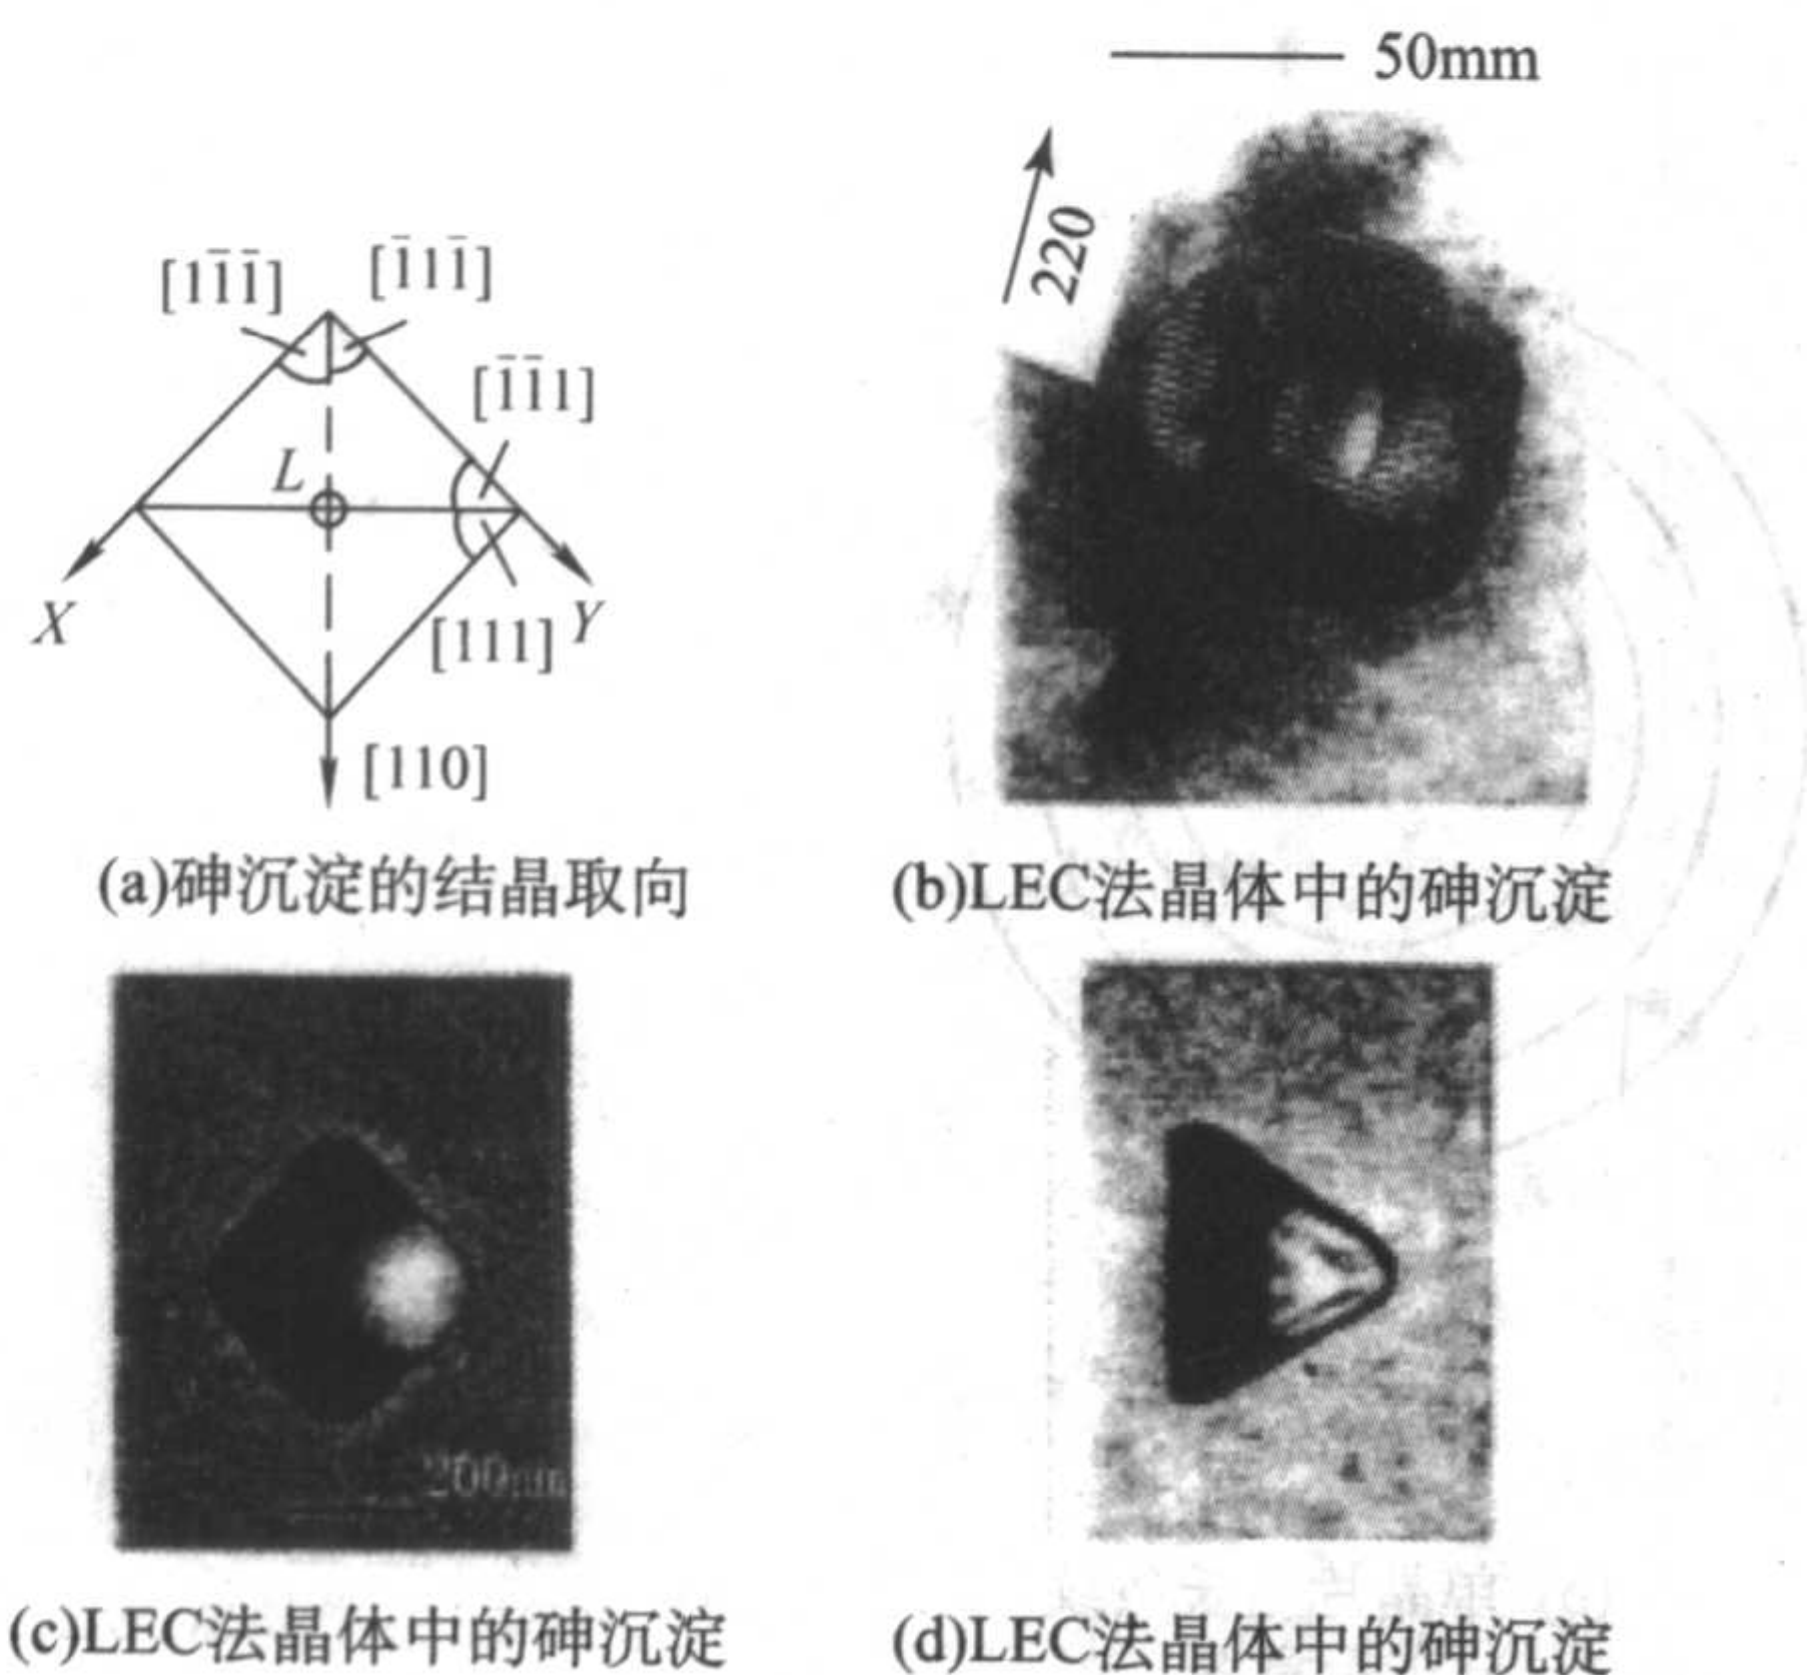 50mm
220
[11̄1̄] [1̄11̄]
[1̄1̄1]
L
X
[111] Y
[110]
(a)砷沉淀的结晶取向
(b)LEC法晶体中的砷沉淀
200nm
(c)LEC法晶体中的砷沉淀
(d)LEC法晶体中的砷沉淀